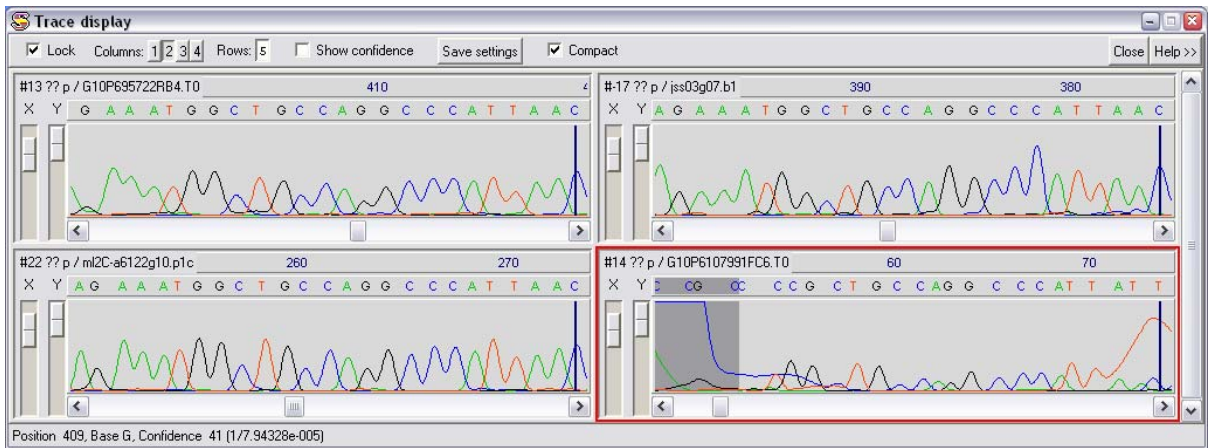 Trace display
Lock Columns: 1 2 3 4 Rows: 5 Show confidence Save settings Compact Close Help >>
#13 ?? p / G10P695722RB4.T0 410
X Y G A A A T G G C T G C C A G G C C C A T T A A C
#-17 ?? p / jss03g07.b1 390 380
X Y A G A A A T G G C T G C C A G G C C C A T T A A C
#22 ?? p / ml2C-a6122g10.p1c 260 270
X Y A G A A A T G G C T G C C A G G C C C A T T A A C
#14 ?? p / G10P6107991FC6.T0 60 70
X Y C CG CC C C G C T G C C A G G C C C A T T A T T
Position 409, Base G, Confidence 41 (1/7.94328e-005)